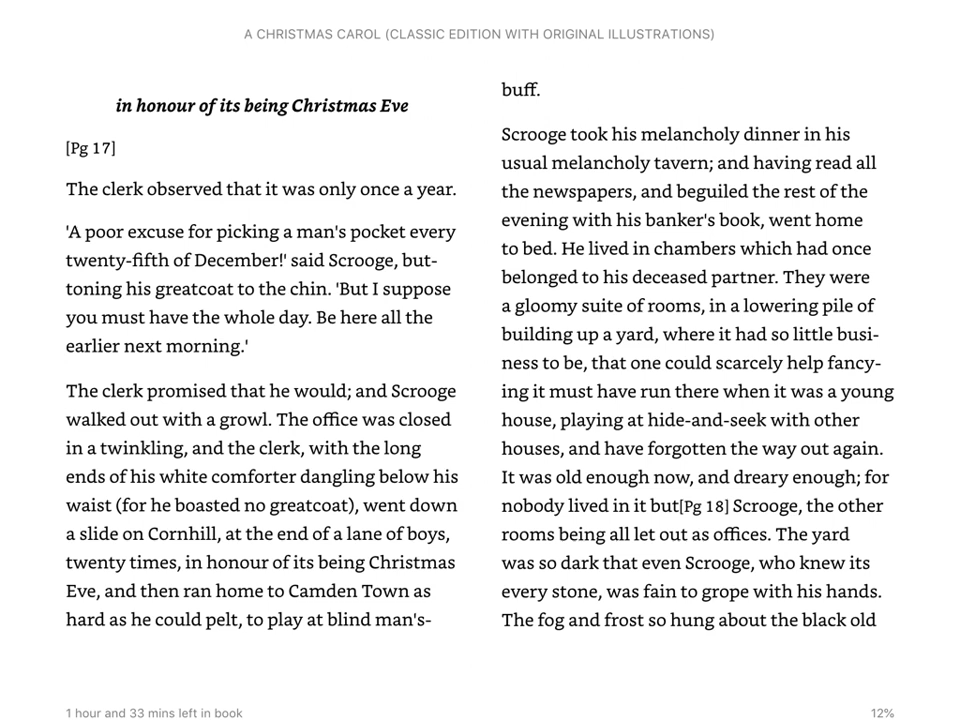 A CHRISTMAS CAROL (CLASSIC EDITION WITH ORIGINAL ILLUSTRATIONS)
in honour of its being Christmas Eve
[Pg 17]
The clerk observed that it was only once a year.
'A poor excuse for picking a man's pocket every
twenty-fifth of December!' said Scrooge, but-
toning his greatcoat to the chin. 'But I suppose
you must have the whole day. Be here all the
earlier next morning.'
The clerk promised that he would; and Scrooge
walked out with a growl. The office was closed
in a twinkling, and the clerk, with the long
ends of his white comforter dangling below his
waist (for he boasted no greatcoat), went down
a slide on Cornhill, at the end of a lane of boys,
twenty times, in honour of its being Christmas
Eve, and then ran home to Camden Town as
hard as he could pelt, to play at blind man's-
buff.
Scrooge took his melancholy dinner in his
usual melancholy tavern; and having read all
the newspapers, and beguiled the rest of the
evening with his banker's book, went home
to bed. He lived in chambers which had once
belonged to his deceased partner. They were
a gloomy suite of rooms, in a lowering pile of
building up a yard, where it had so little busi-
ness to be, that one could scarcely help fancy-
ing it must have run there when it was a young
house, playing at hide-and-seek with other
houses, and have forgotten the way out again.
It was old enough now, and dreary enough; for
nobody lived in it but[Pg 18] Scrooge, the other
rooms being all let out as offices. The yard
was so dark that even Scrooge, who knew its
every stone, was fain to grope with his hands.
The fog and frost so hung about the black old
1 hour and 33 mins left in book
12%